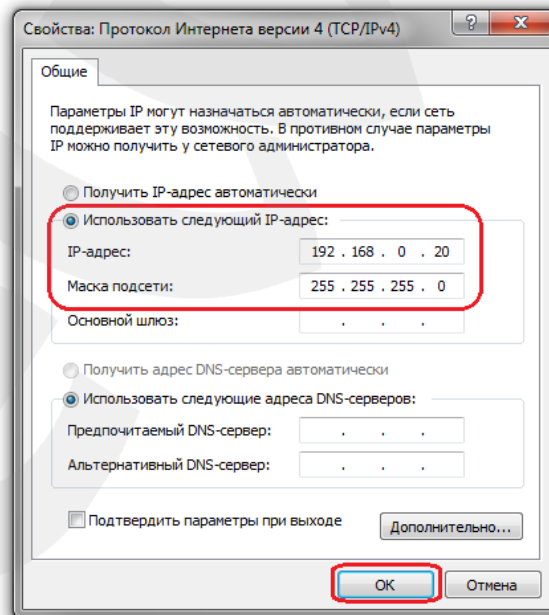 Свойства: Протокол Интернета версии 4 (TCP/IPv4)
Общие
Параметры IP могут назначаться автоматически, если сеть
поддерживает эту возможность. В противном случае параметры
IP можно получить у сетевого администратора.
Получить IP-адрес автоматически
Использовать следующий IP-адрес:
IP-адрес: 192 . 168 . 0 . 20
Маска подсети: 255 . 255 . 255 . 0
Основной шлюз: . . .
Получить адрес DNS-сервера автоматически
Использовать следующие адреса DNS-серверов:
Предпочитаемый DNS-сервер: . . .
Альтернативный DNS-сервер: . . .
Подтвердить параметры при выходе Дополнительно...
ОК Отмена